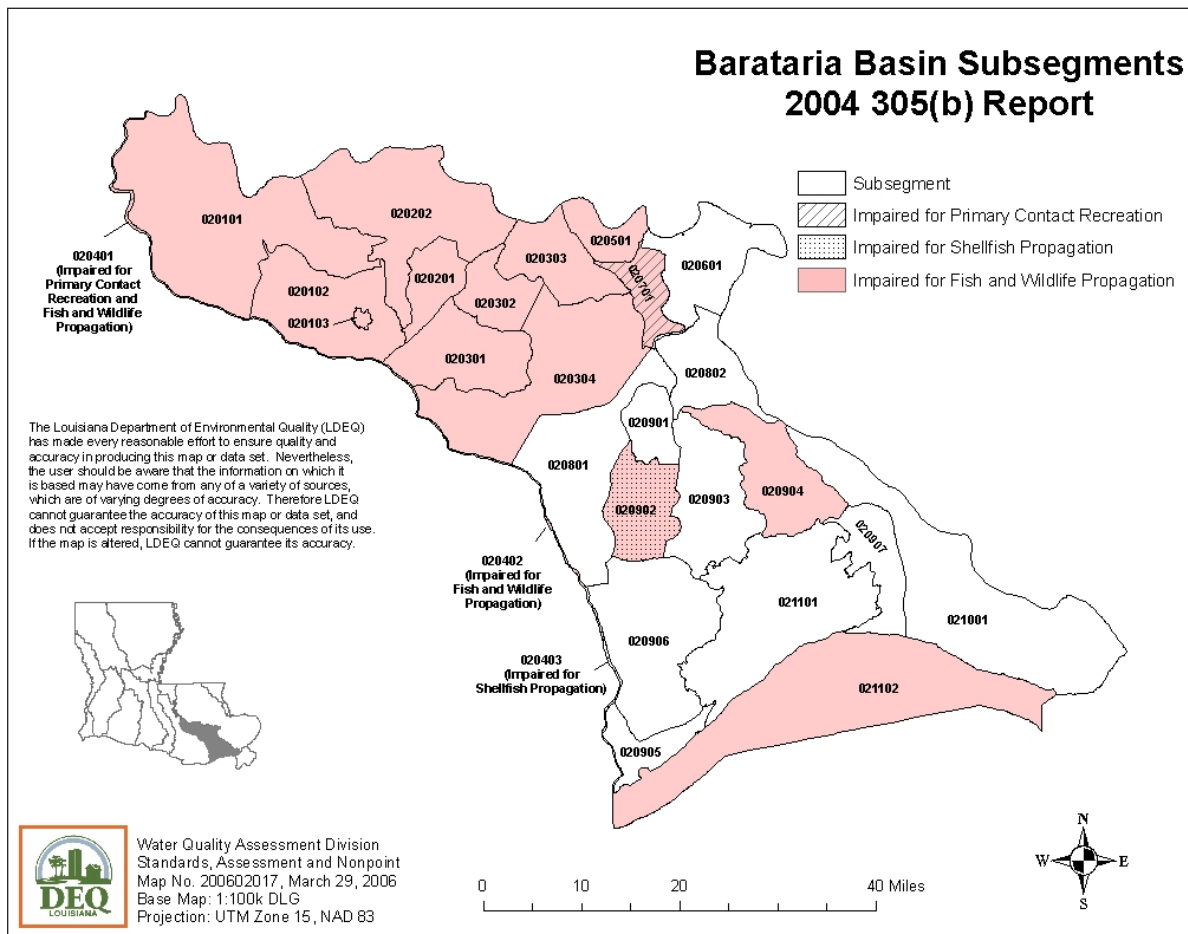 Barataria Basin Subsegments
2004 305(b) Report
Subsegment
Impaired for Primary Contact Recreation
Impaired for Shellfish Propagation
Impaired for Fish and Wildlife Propagation
020101
020202
020501
020601
020303
020701
020201
020102
020302
020103
020301
020304
020802
020901
020801
020904
020903
020902
020907
021101
021001
020906
021102
020905
020401
(Impaired for
Primary Contact
Recreation and
Fish and Wildlife
Propagation)
The Louisiana Department of Environmental Quality (LDEQ)
has made every reasonable effort to ensure quality and
accuracy in producing this map or data set. Nevertheless,
the user should be aware that the information on which it
is based may have come from any of a variety of sources,
which are of varying degrees of accuracy. Therefore LDEQ
cannot guarantee the accuracy of this map or data set, and
does not accept responsibility for the consequences of its use.
If the map is altered, LDEQ cannot guarantee its accuracy.
020402
(Impaired for
Fish and Wildlife
Propagation)
020403
(Impaired for
Shellfish Propagation)
DEQ
LOUISIANA
Water Quality Assessment Division
Standards, Assessment and Nonpoint
Map No. 200602017, March 29, 2006
Base Map: 1:100k DLG
Projection: UTM Zone 15, NAD 83
0 10 20 40 Miles
N
W E
S